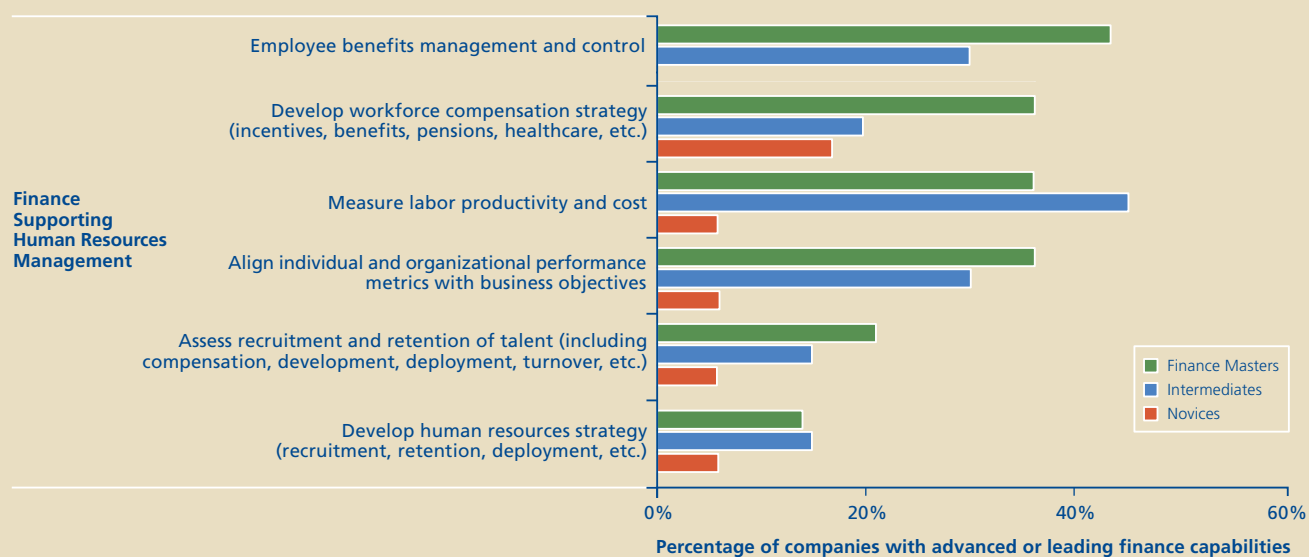 Finance
Supporting
Human Resources
Management
Employee benefits management and control
Develop workforce compensation strategy
(incentives, benefits, pensions, healthcare, etc.)
Measure labor productivity and cost
Align individual and organizational performance
metrics with business objectives
Assess recruitment and retention of talent (including
compensation, development, deployment, turnover, etc.)
Develop human resources strategy
(recruitment, retention, deployment, etc.)
Finance Masters
Intermediates
Novices
0% 20% 40% 60%
Percentage of companies with advanced or leading finance capabilities